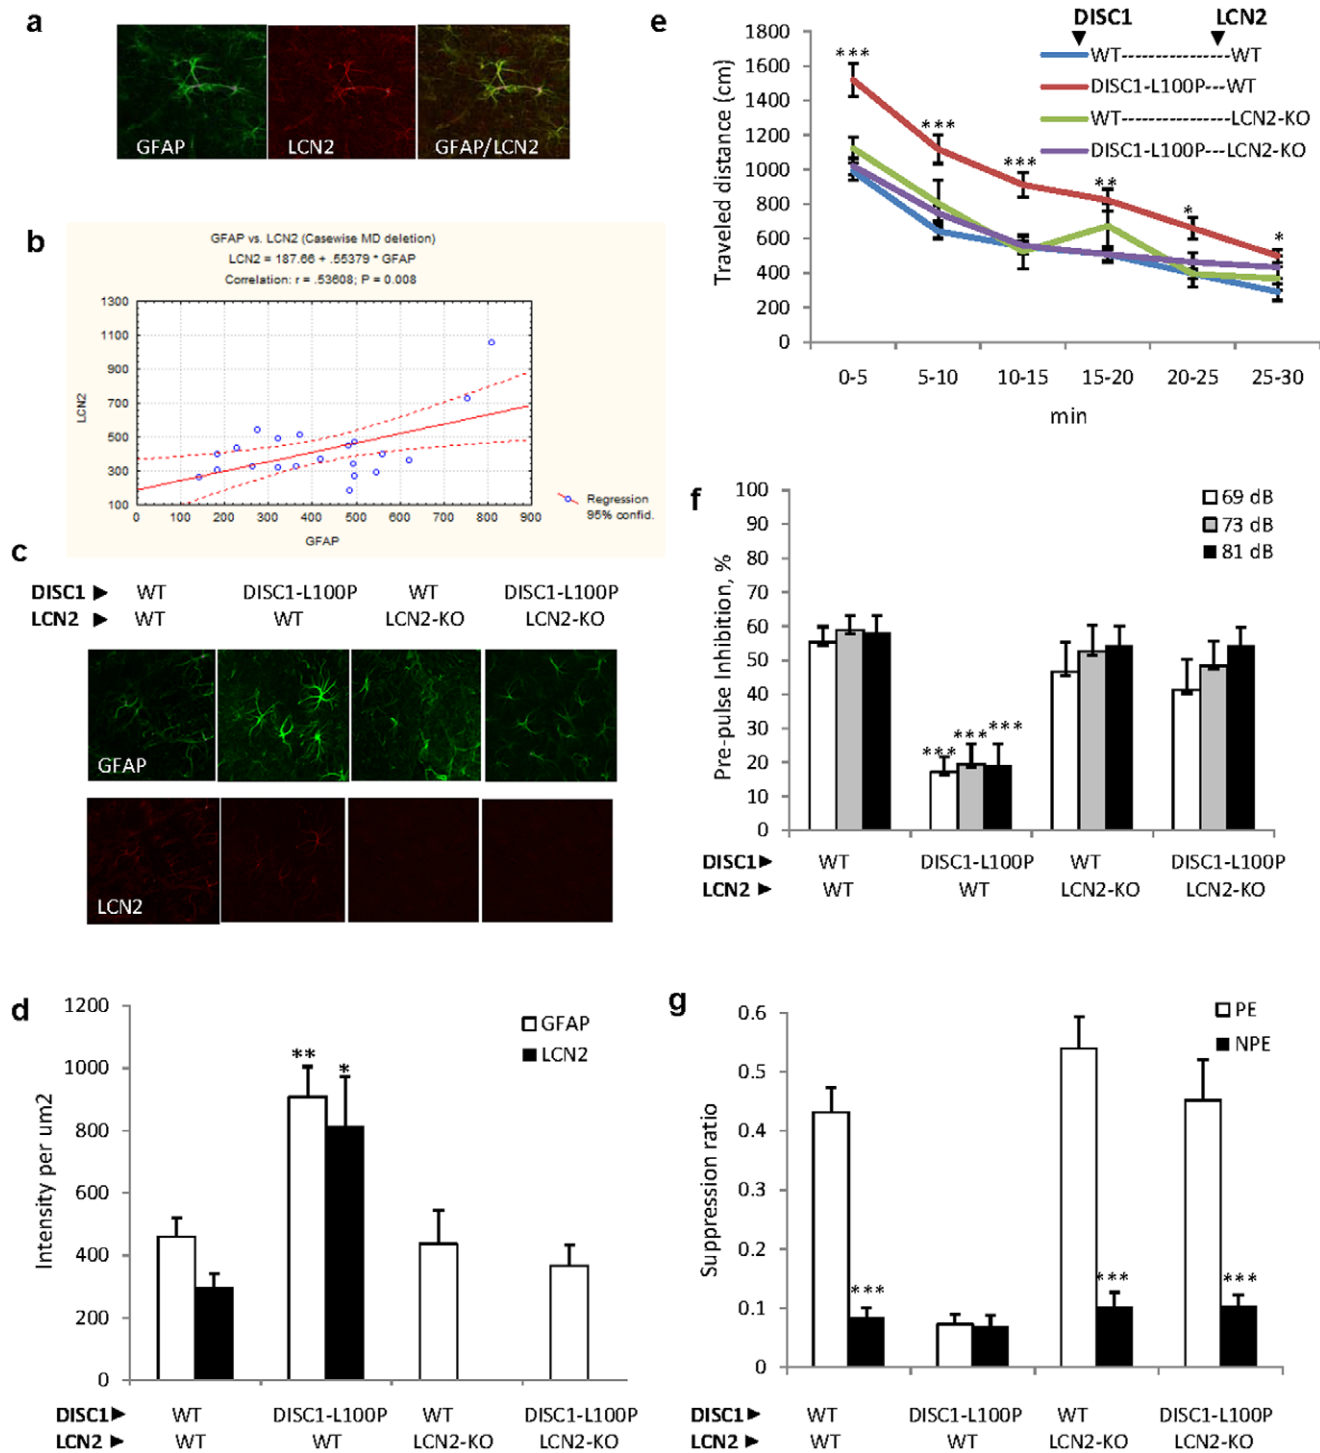 a
GFAP
LCN2
GFAP/LCN2
b
GFAP vs. LCN2 (Casewise MD deletion)
LCN2 = 187.66 + .55379 * GFAP
Correlation: r = .53608; P = 0.008
1300
1100
900
700
500
300
100
LCN2
0 100 200 300 400 500 600 700 800 900
GFAP
Regression
95% confid.
c
DISC1 ► WT DISC1-L100P WT DISC1-L100P
LCN2 ► WT WT LCN2-KO LCN2-KO
GFAP
LCN2
d
1200
1000
800
600
400
200
0
Intensity per um2
GFAP
LCN2
** *
DISC1► WT DISC1-L100P WT DISC1-L100P
LCN2 ► WT WT LCN2-KO LCN2-KO
e
DISC1 LCN2
▼ ▼
WT----------------WT
DISC1-L100P---WT
WT----------------LCN2-KO
DISC1-L100P---LCN2-KO
1800
1600
1400
1200
1000
800
600
400
200
0
Traveled distance (cm)
*** *** *** ** * *
0-5 5-10 10-15 15-20 20-25 25-30
min
f
100
90
80
70
60
50
40
30
20
10
0
Pre-pulse Inhibition, %
69 dB
73 dB
81 dB
*** *** ***
DISC1► WT DISC1-L100P WT DISC1-L100P
LCN2 ► WT WT LCN2-KO LCN2-KO
g
0.6
0.5
0.4
0.3
0.2
0.1
0
Suppression ratio
PE
NPE
*** *** ***
DISC1► WT DISC1-L100P WT DISC1-L100P
LCN2 ► WT WT LCN2-KO LCN2-KO